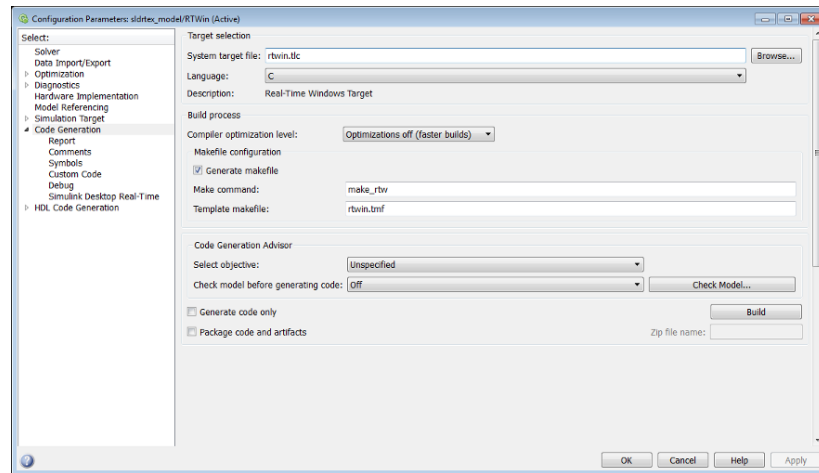 Configuration Parameters: sldrtex_model/RTWin (Active)
Select:
Solver
Data Import/Export
Optimization
Diagnostics
Hardware Implementation
Model Referencing
Simulation Target
Code Generation
Report
Comments
Symbols
Custom Code
Debug
Simulink Desktop Real-Time
HDL Code Generation
Target selection
System target file: rtwin.tlc Browse...
Language: C
Description: Real-Time Windows Target
Build process
Compiler optimization level: Optimizations off (faster builds)
Makefile configuration
Generate makefile
Make command: make_rtw
Template makefile: rtwin.tmf
Code Generation Advisor
Select objective: Unspecified
Check model before generating code: Off Check Model...
Generate code only Build
Package code and artifacts Zip file name:
OK Cancel Help Apply